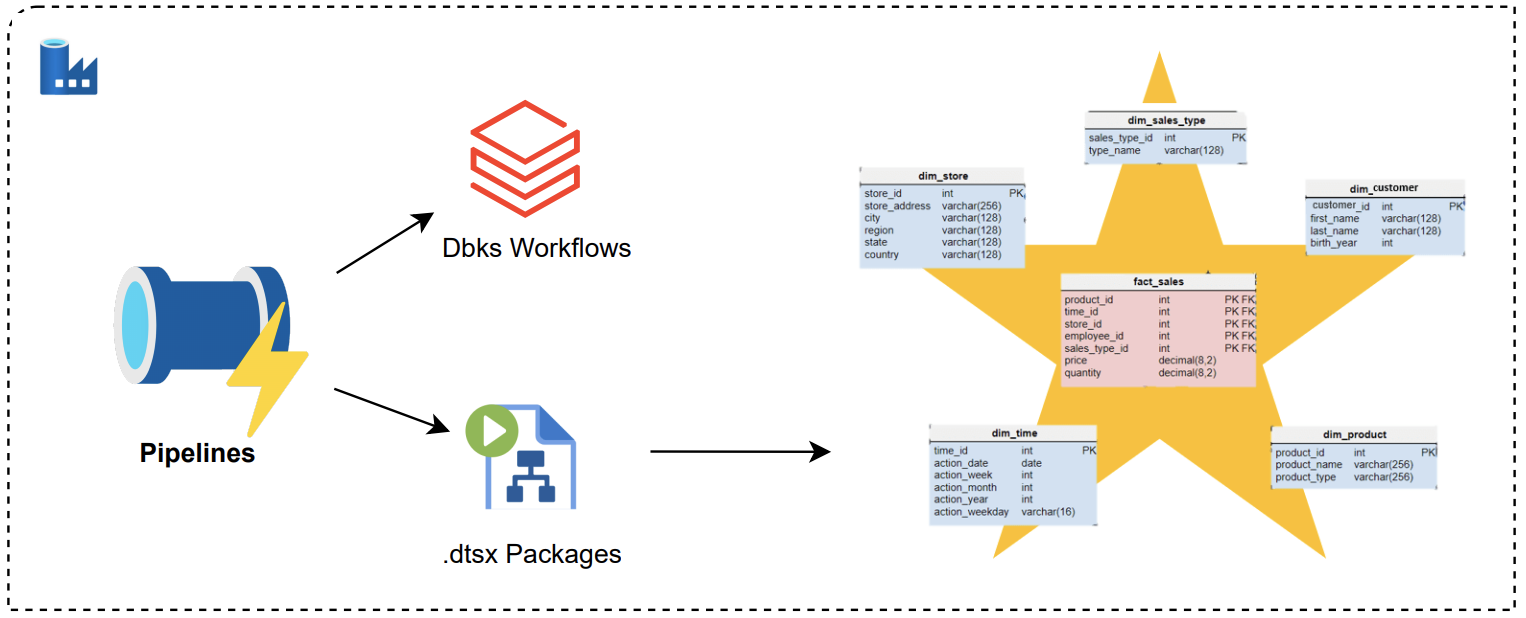 Pipelines
Dbks Workflows
.dtsx Packages
dim_sales_type
sales_type_id int PK
type_name varchar(128)
dim_store
store_id int PK
store_address varchar(256)
city varchar(128)
region varchar(128)
state varchar(128)
country varchar(128)
dim_customer
customer_id int PK
first_name varchar(128)
last_name varchar(128)
birth_year int
fact_sales
product_id int PK FK
time_id int PK FK
store_id int PK FK
employee_id int PK FK
sales_type_id int PK FK
price decimal(8,2)
quantity decimal(8,2)
dim_time
time_id int PK
action_date date
action_week int
action_month int
action_year int
action_weekday varchar(16)
dim_product
product_id int PK
product_name varchar(256)
product_type varchar(256)